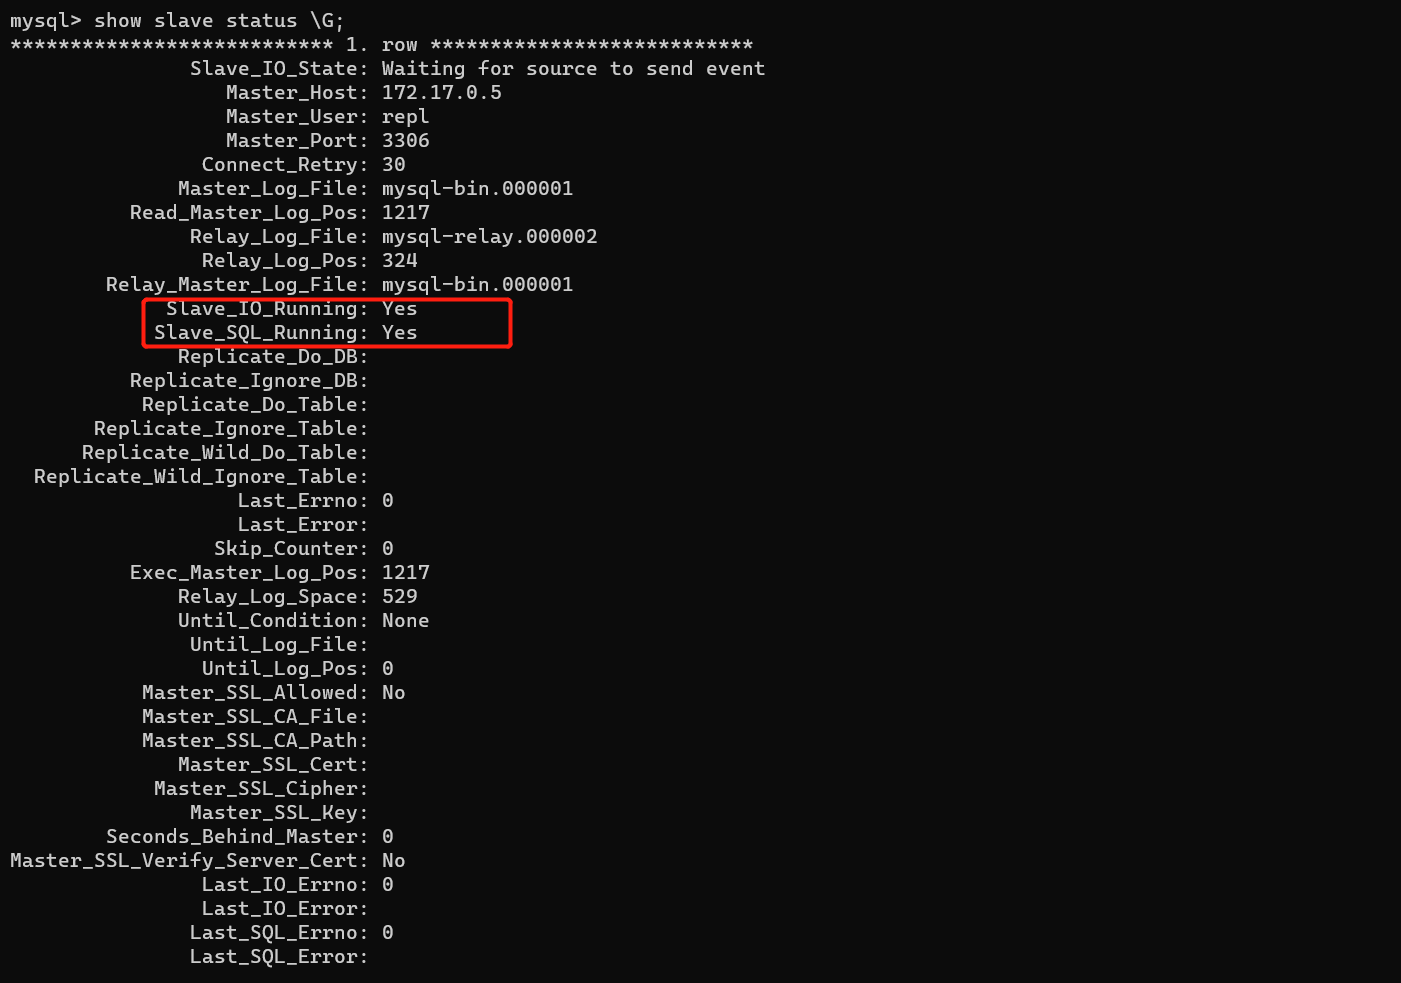 mysql> show slave status \G;
*************************** 1. row ***************************
Slave_IO_State: Waiting for source to send event
Master_Host: 172.17.0.5
Master_User: repl
Master_Port: 3306
Connect_Retry: 30
Master_Log_File: mysql-bin.000001
Read_Master_Log_Pos: 1217
Relay_Log_File: mysql-relay.000002
Relay_Log_Pos: 324
Relay_Master_Log_File: mysql-bin.000001
Slave_IO_Running: Yes
Slave_SQL_Running: Yes
Replicate_Do_DB:
Replicate_Ignore_DB:
Replicate_Do_Table:
Replicate_Ignore_Table:
Replicate_Wild_Do_Table:
Replicate_Wild_Ignore_Table:
Last_Errno: 0
Last_Error:
Skip_Counter: 0
Exec_Master_Log_Pos: 1217
Relay_Log_Space: 529
Until_Condition: None
Until_Log_File:
Until_Log_Pos: 0
Master_SSL_Allowed: No
Master_SSL_CA_File:
Master_SSL_CA_Path:
Master_SSL_Cert:
Master_SSL_Cipher:
Master_SSL_Key:
Seconds_Behind_Master: 0
Master_SSL_Verify_Server_Cert: No
Last_IO_Errno: 0
Last_IO_Error:
Last_SQL_Errno: 0
Last_SQL_Error: